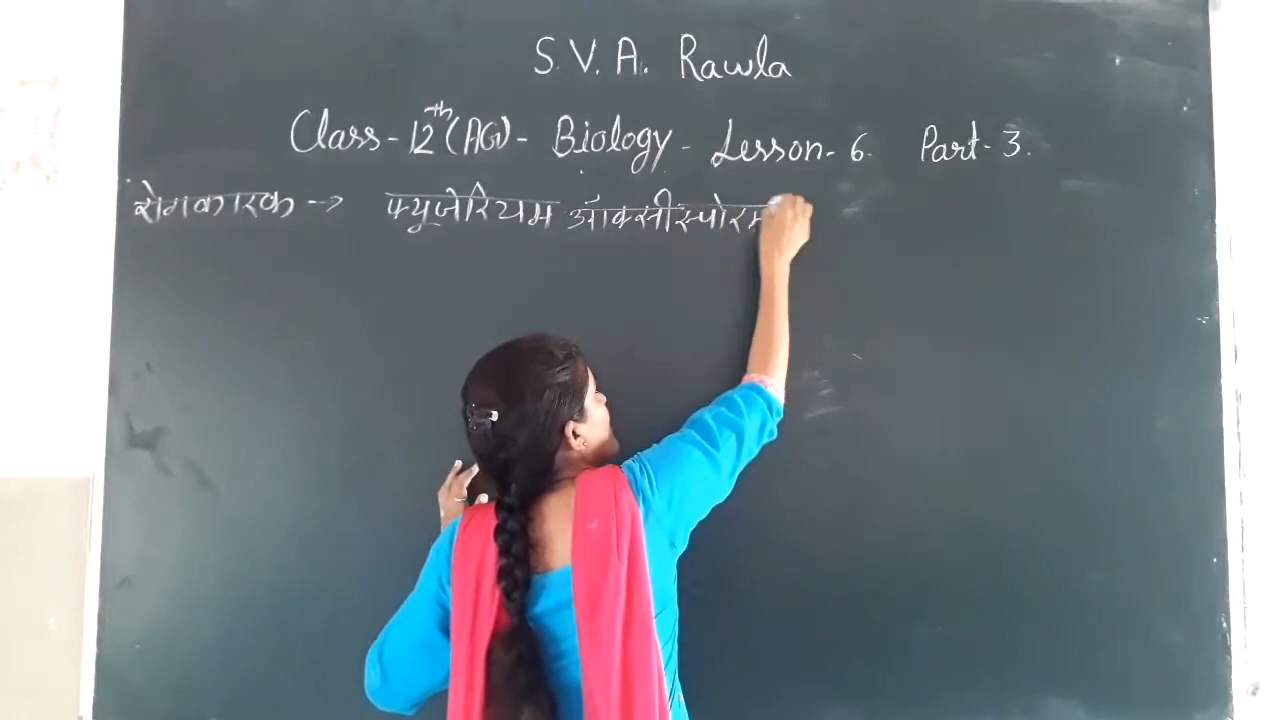 S.V.A. Rawla
Class-12th(AG)- Biology- Lesson-6. Part-3.
रोगकारक -> फ्यूजेरियम ऑक्सीस्पोरम